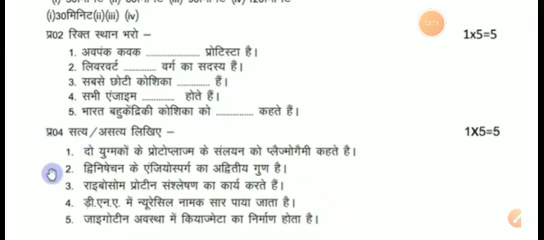 (i)30मिनिट(ii)(iii) (iv)
प्र02 रिक्त स्थान भरो – 1x5=5
1. अवपंक कवक .................. प्रोटिस्टा है।
2. लिवरवर्ट ........... वर्ग का सदस्य हैं।
3. सबसे छोटी कोशिका ........... हैं।
4. सभी एंजाइम ........... होते हैं।
5. भारत बहुकेंद्रिकी कोशिका को ............. कहते हैं।
प्र04 सत्य/असत्य लिखिए – 1X5=5
1. दो युग्मकों के प्रोटोप्लाज्म के संलयन को प्लैज्मोगैमी कहते है।
2. द्विनिषेचन के एंजियोस्पर्ग का अद्वितीय गुण है।
3. राइबोसोम प्रोटीन संश्लेषण का कार्य करते हैं।
4. ड़ी.एन.ए. में न्यूरेसिल नामक सार पाया जाता है।
5. जाइगोटीन अवस्था में कियाज्मेटा का निर्माण होता है।